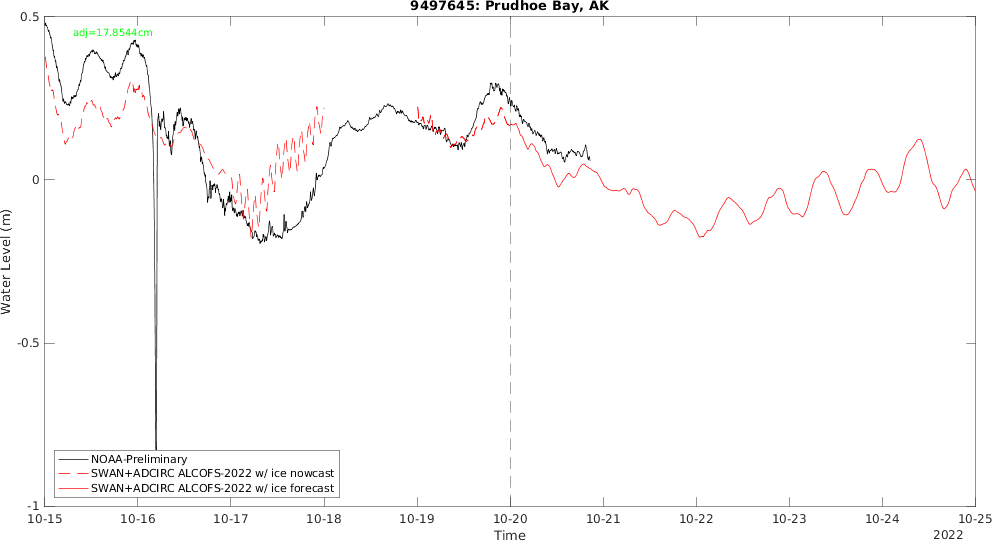 9497645: Prudhoe Bay, AK
adj=17.8544cm
0.5
0
-0.5
-1
Water Level (m)
NOAA-Preliminary
SWAN+ADCIRC ALCOFS-2022 w/ ice nowcast
SWAN+ADCIRC ALCOFS-2022 w/ ice forecast
10-15 10-16 10-17 10-18 10-19 10-20 10-21 10-22 10-23 10-24 10-25
Time
2022